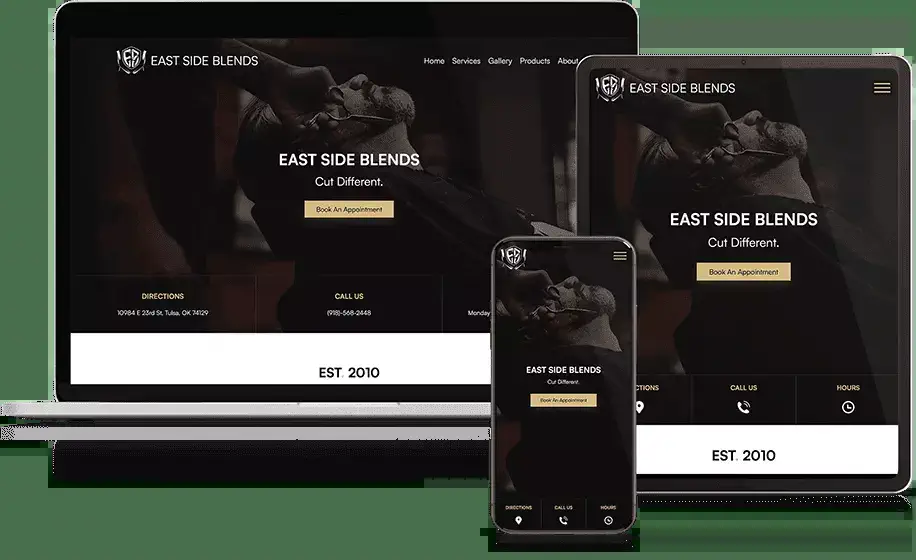 EAST SIDE BLENDS
Home Services Gallery Products About
EAST SIDE BLENDS
Cut Different.
Book An Appointment
DIRECTIONS
10984 E 23rd St, Tulsa, OK 74129
CALL US
(918)-568-2448
Monday
EST. 2010
ES
EAST SIDE BLENDS
EAST SIDE BLENDS
Cut Different.
Book An Appointment
CTIONS
CALL US
HOURS
EST. 2010
EAST SIDE BLENDS
Cut Different.
Book An Appointment
DIRECTIONS
CALL US
HOURS